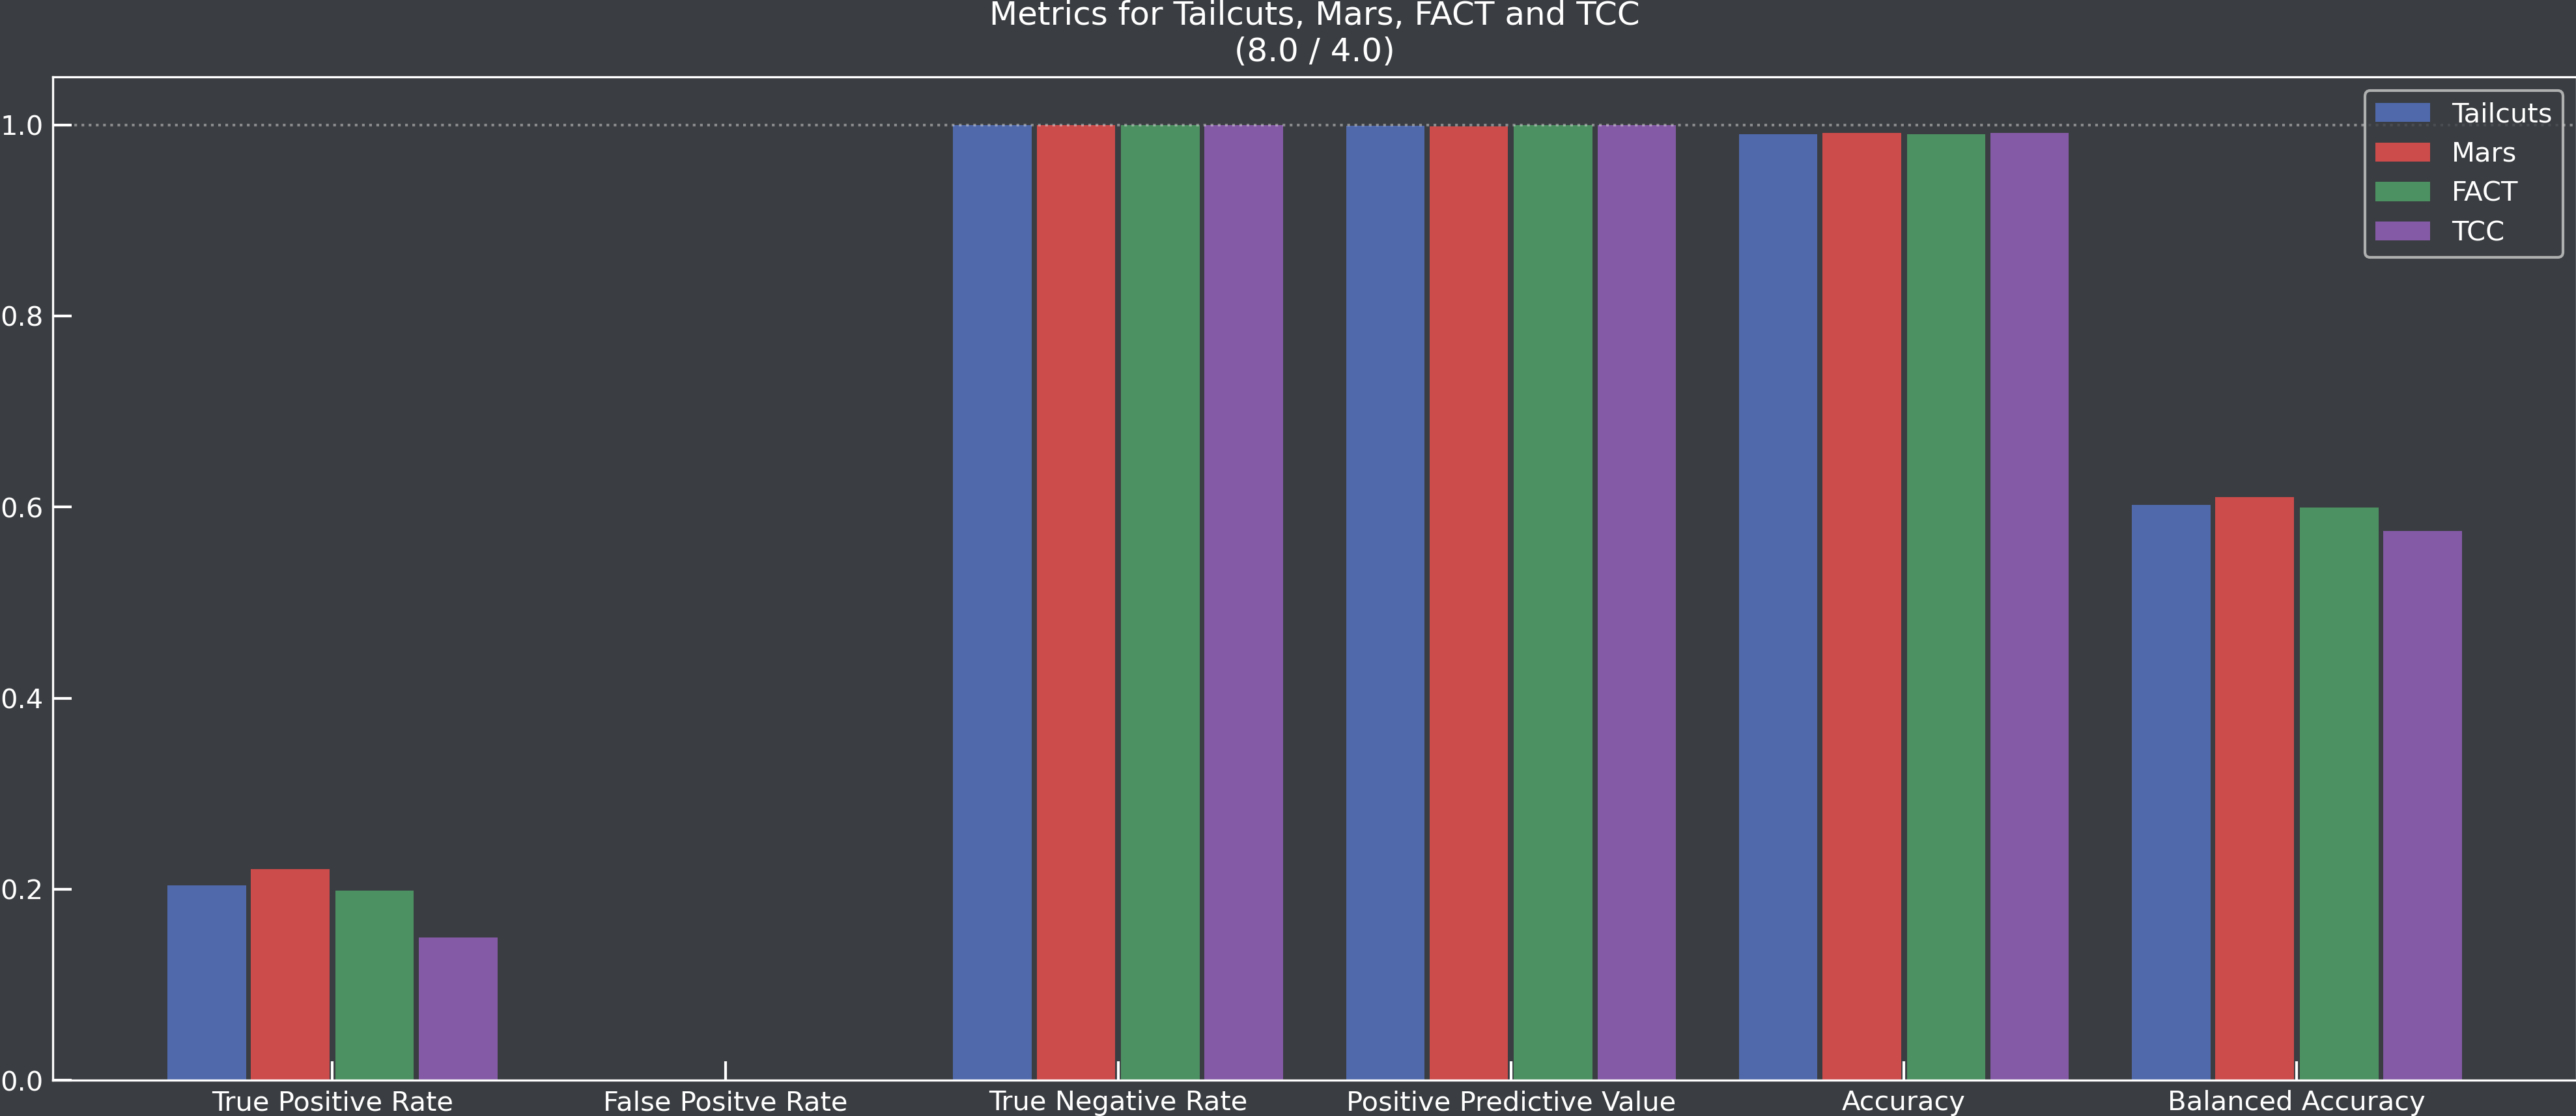 Metrics for Tailcuts, Mars, FACT and TCC
(8.0 / 4.0)
1.0
0.8
0.6
0.4
0.2
0.0
Tailcuts
Mars
FACT
TCC
True Positive Rate
False Positve Rate
True Negative Rate
Positive Predictive Value
Accuracy
Balanced Accuracy